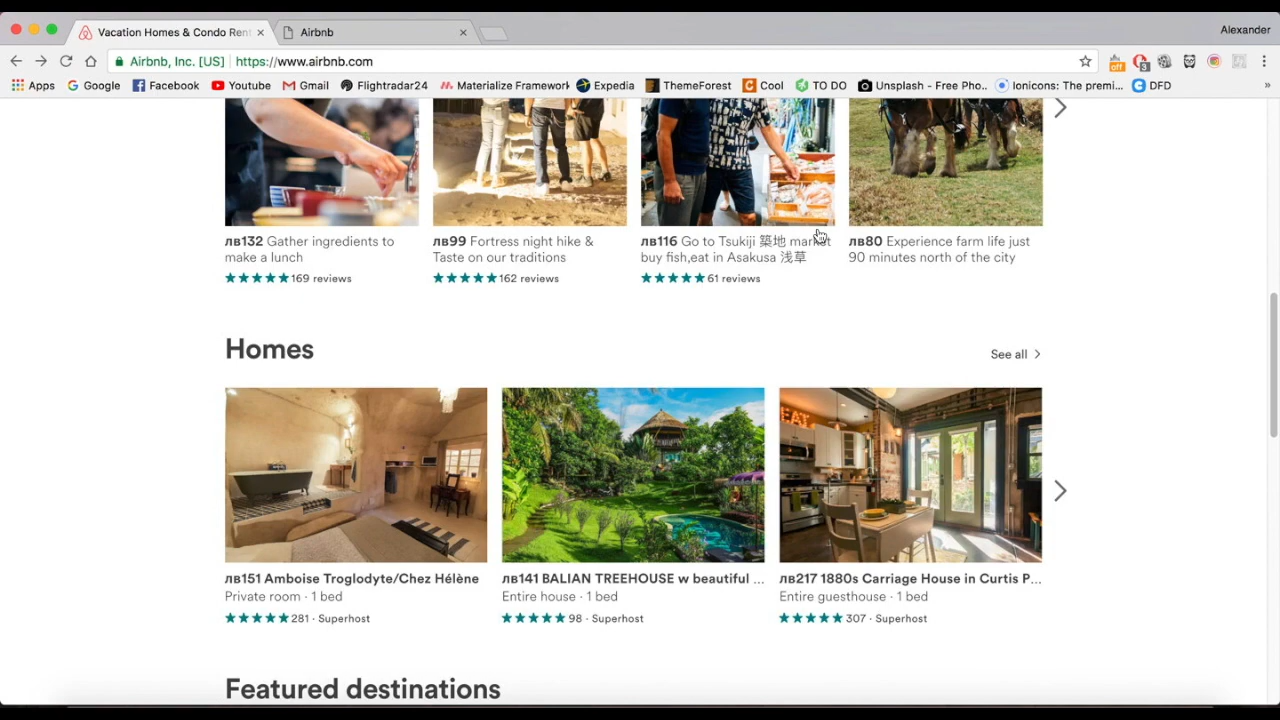 Vacation Homes & Condo Rent
Airbnb
Alexander
Airbnb, Inc. [US]
https://www.airbnb.com
off
3
Apps
Google
Facebook
Youtube
Gmail
Flightradar24
Materialize Framework
Expedia
ThemeForest
Cool
TO DO
Unsplash - Free Pho...
Ionicons: The premi...
DFD
»
лв132 Gather ingredients to
make a lunch
169 reviews
лв99 Fortress night hike &
Taste on our traditions
162 reviews
лв116 Go to Tsukiji 築地 market
buy fish,eat in Asakusa 浅草
61 reviews
лв80 Experience farm life just
90 minutes north of the city
Homes
See all
EAT
лв151 Amboise Troglodyte/Chez Hélène
Private room · 1 bed
281 · Superhost
лв141 BALIAN TREEHOUSE w beautiful ...
Entire house · 1 bed
98 · Superhost
лв217 1880s Carriage House in Curtis P...
Entire guesthouse · 1 bed
307 · Superhost
Featured destinations